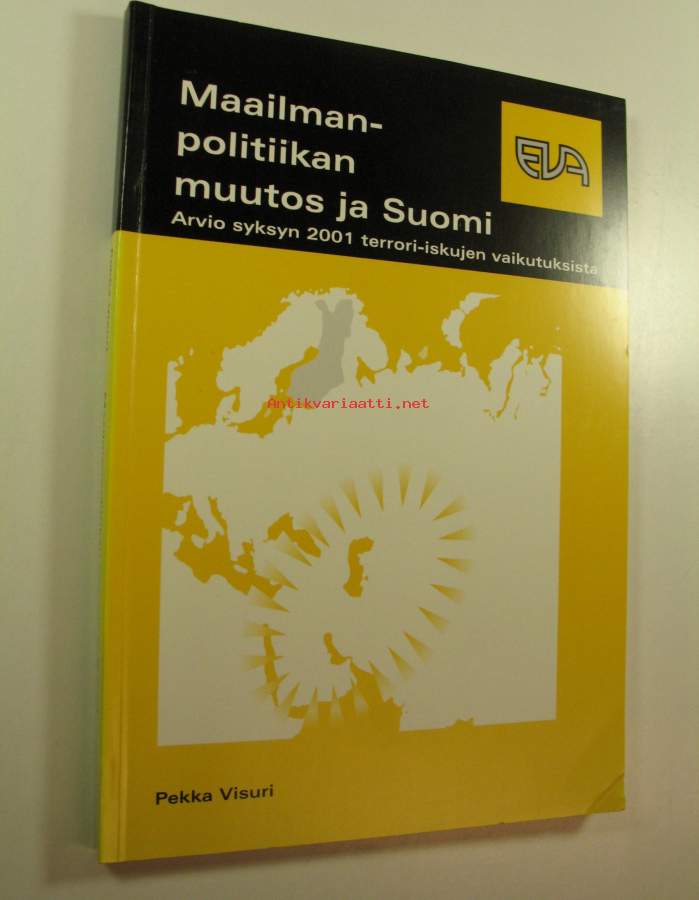 Maailman-
politiikan
muutos ja Suomi
Arvio syksyn 2001 terrori-iskujen vaikutuksista
EVA
Antikvariaatti.net
Pekka Visuri